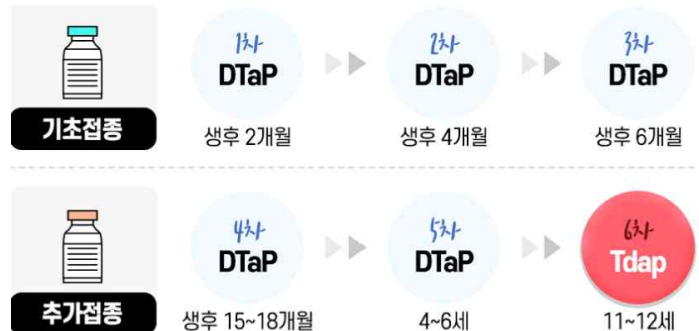 1차
DTaP
2차
DTaP
3차
DTaP
기초접종
생후 2개월
생후 4개월
생후 6개월
4차
DTaP
5차
DTaP
6차
Tdap
추가접종
생후 15~18개월
4~6세
11~12세